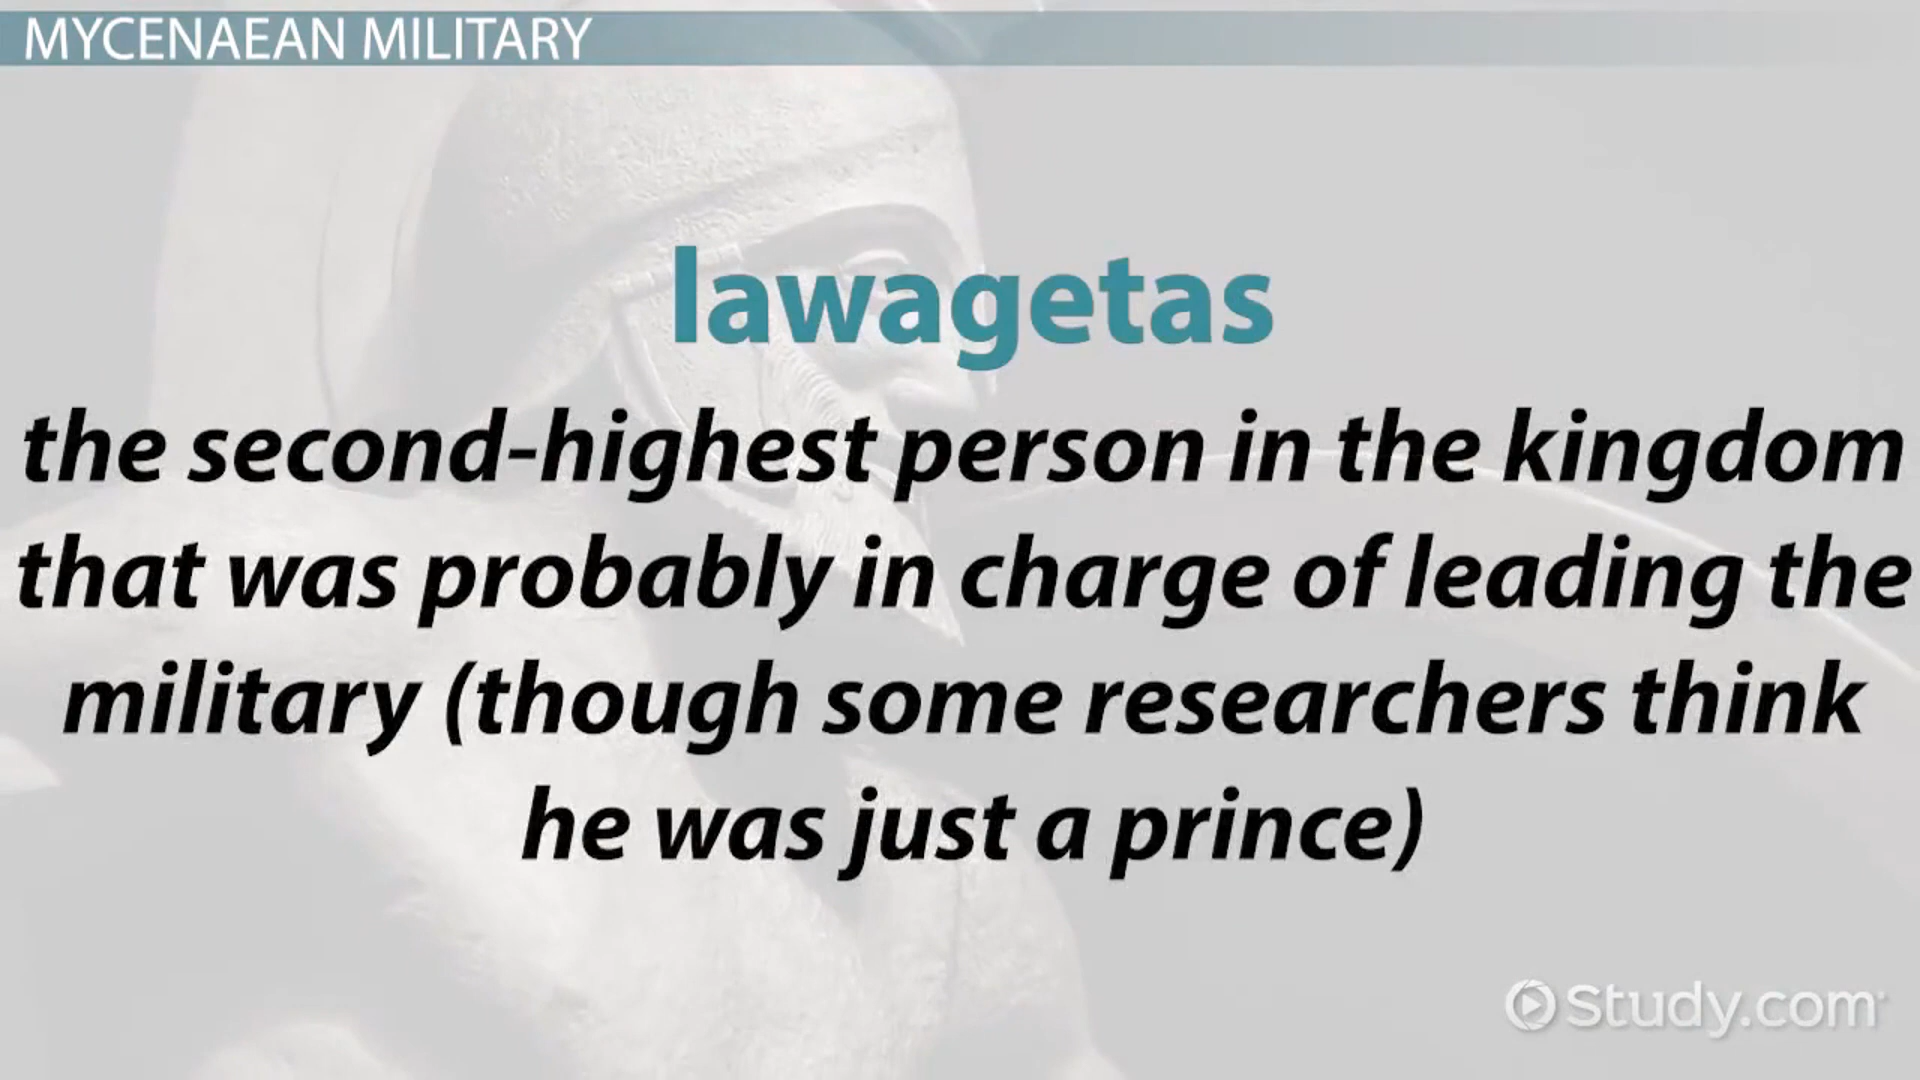 MYCENAEAN MILITARY
lawagetas
the second-highest person in the kingdom
that was probably in charge of leading the
military (though some researchers think
he was just a prince)
Study.com